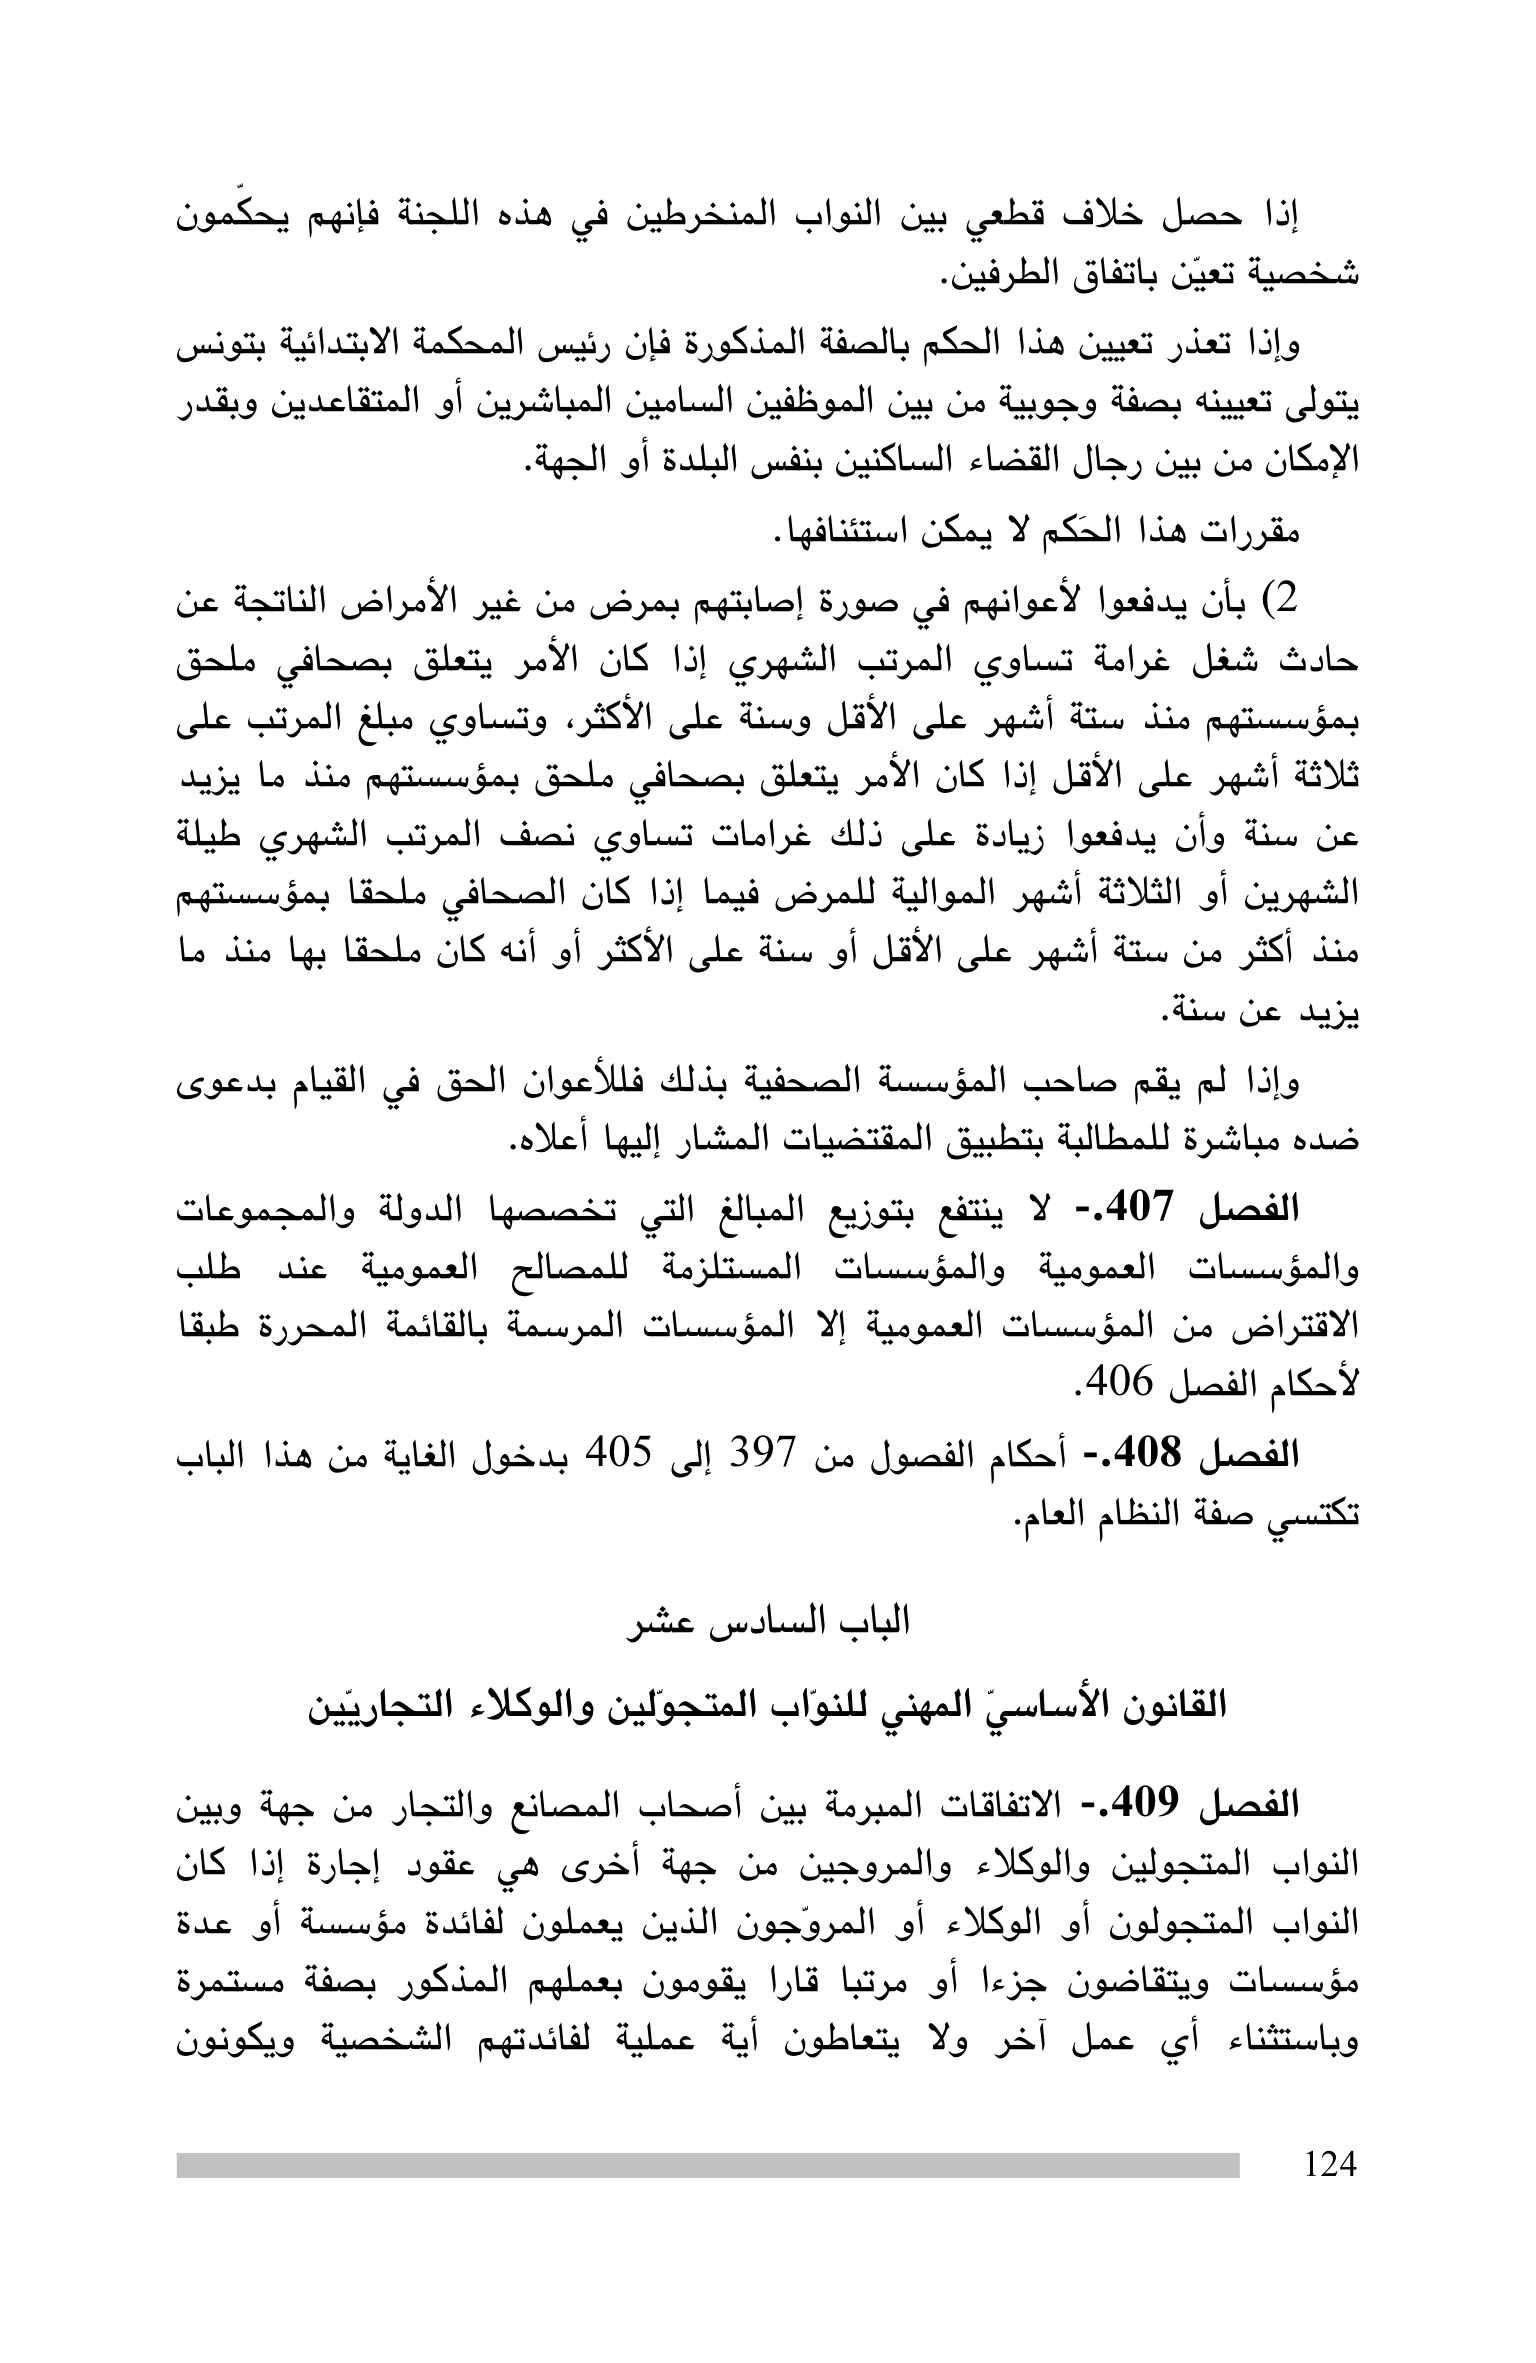 إذا حصل خلاف قطعي بين النواب المنخرطين في هذه اللجنة فإنهم يحكّمون
شخصية تعيّن باتفاق الطرفين.
وإذا تعذر تعيين هذا الحكم بالصفة المذكورة فإن رئيس المحكمة الابتدائية بتونس
يتولى تعيينه بصفة وجوبية من بين الموظفين السامين المباشرين أو المتقاعدين وبقدر
الإمكان من بين رجال القضاء الساكنين بنفس البلدة أو الجهة.
مقررات هذا الحَكم لا يمكن استئنافها.
2) بأن يدفعوا لأعوانهم في صورة إصابتهم بمرض من غير الأمراض الناتجة عن
حادث شغل غرامة تساوي المرتب الشهري إذا كان الأمر يتعلق بصحافي ملحق
بمؤسستهم منذ ستة أشهر على الأقل وسنة على الأكثر، وتساوي مبلغ المرتب على
ثلاثة أشهر على الأقل إذا كان الأمر يتعلق بصحافي ملحق بمؤسستهم منذ ما يزيد
عن سنة وأن يدفعوا زيادة على ذلك غرامات تساوي نصف المرتب الشهري طيلة
الشهرين أو الثلاثة أشهر الموالية للمرض فيما إذا كان الصحافي ملحقا بمؤسستهم
منذ أكثر من ستة أشهر على الأقل أو سنة على الأكثر أو أنه كان ملحقا بها منذ ما
يزيد عن سنة.
وإذا لم يقم صاحب المؤسسة الصحفية بذلك فللأعوان الحق في القيام بدعوى
ضده مباشرة للمطالبة بتطبيق المقتضيات المشار إليها أعلاه.
الفصل 407.- لا ينتفع بتوزيع المبالغ التي تخصصها الدولة والمجموعات
والمؤسسات العمومية والمؤسسات المستلزمة للمصالح العمومية عند طلب
الاقتراض من المؤسسات العمومية إلا المؤسسات المرسمة بالقائمة المحررة طبقا
لأحكام الفصل 406.
الفصل 408.- أحكام الفصول من 397 إلى 405 بدخول الغاية من هذا الباب
تكتسي صفة النظام العام.
الباب السادس عشر
القانون الأساسيّ المهني للنوّاب المتجوّلين والوكلاء التجاريّين
الفصل 409.- الاتفاقات المبرمة بين أصحاب المصانع والتجار من جهة وبين
النواب المتجولين والوكلاء والمروجين من جهة أخرى هي عقود إجارة إذا كان
النواب المتجولون أو الوكلاء أو المروّجون الذين يعملون لفائدة مؤسسة أو عدة
مؤسسات ويتقاضون جزءا أو مرتبا قارا يقومون بعملهم المذكور بصفة مستمرة
وباستثناء أي عمل آخر ولا يتعاطون أية عملية لفائدتهم الشخصية ويكونون
124